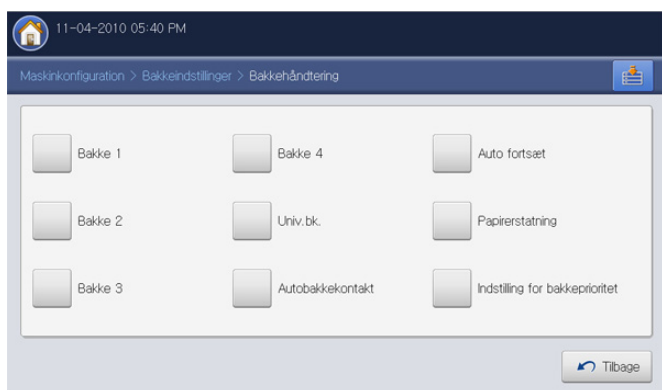 11-04-2010 05:40 PM
Maskinkonfiguration > Bakkeindstillinger > Bakkehåndtering
Bakke 1
Bakke 4
Auto fortsæt
Bakke 2
Univ.bk.
Papirerstatning
Bakke 3
Autobakkekontakt
Indstilling for bakkeprioritet
Tilbage